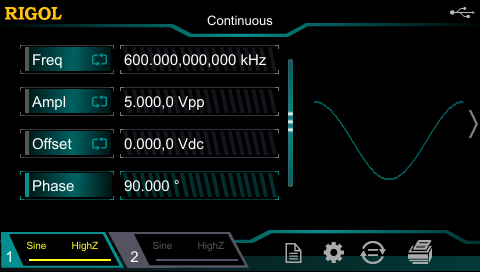 RIGOL
Continuous
Freq 600.000,000,000 kHz
Ampl 5.000,0 Vpp
Offset 0.000,0 Vdc
Phase 90.000 °
1 Sine HighZ 2 Sine HighZ